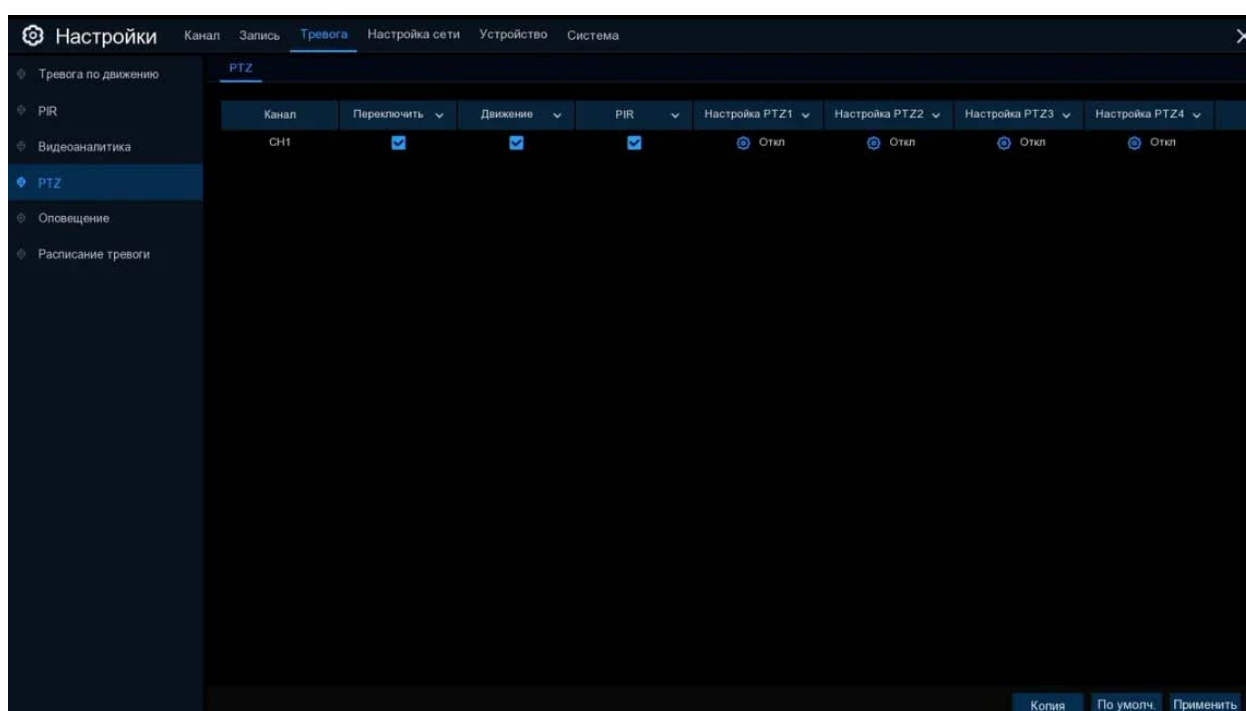 Настройки Канал Запись Тревога Настройка сети Устройство Система
Тревога по движению
PTZ
PIR
Канал Переключить Движение PIR Настройка PTZ1 Настройка PTZ2 Настройка PTZ3 Настройка PTZ4
Видеоаналитика
CH1 Откл Откл Откл Откл
PTZ
Оповещение
Расписание тревоги
Копия По умолч. Применить